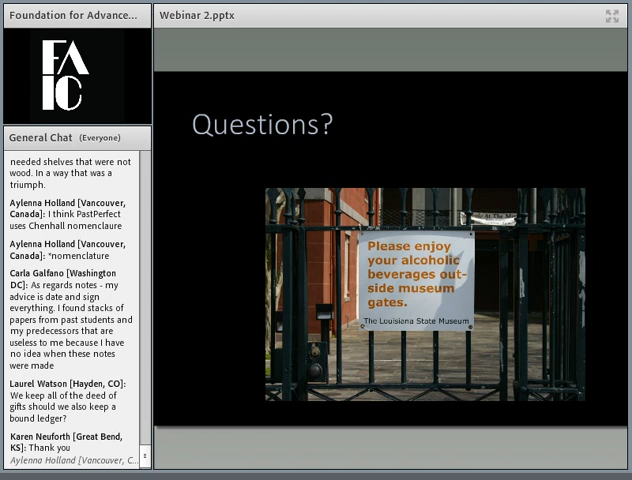 Foundation for Advance...
FA
IC
General Chat (Everyone)
needed shelves that were not
wood. In a way that was a
triumph.
Aylenna Holland [Vancouver,
Canada]: I think PastPerfect
uses Chenhall nomenclaure
Aylenna Holland [Vancouver,
Canada]: *nomenclature
Carla Galfano [Washington
DC]: As regards notes - my
advice is date and sign
everything. I found stacks of
papers from past students and
my predecessors that are
useless to me because I have
no idea when these notes
were made
Laurel Watson [Hayden, CO]:
We keep all of the deed of
gifts should we also keep a
bound ledger?
Karen Neuforth [Great Bend,
KS]: Thank you
Aylenna Holland [Vancouver, C...
Webinar 2.pptx
Questions?
Please enjoy
your alcoholic
beverages out-
side museum
gates.
The Louisiana State Museum